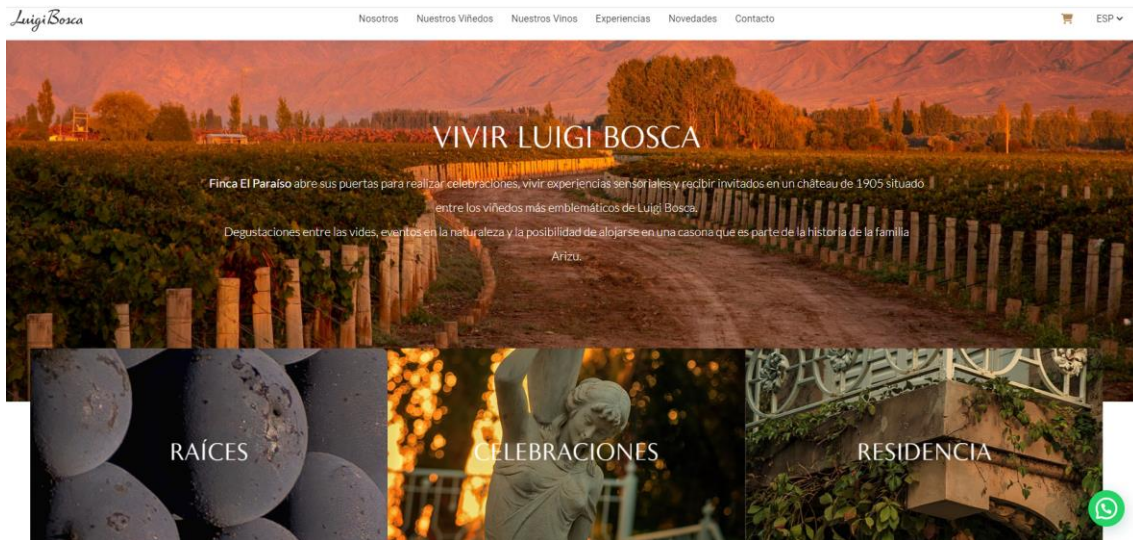 Luigi Bosca
Nosotros Nuestros Viñedos Nuestros Vinos Experiencias Novedades Contacto
ESP
VIVIR LUIGI BOSCA
Finca El Paraíso abre sus puertas para realizar celebraciones, vivir experiencias sensoriales y recibir invitados en un château de 1905 situado
entre los viñedos más emblemáticos de Luigi Bosca.
Degustaciones entre las vides, eventos en la naturaleza y la posibilidad de alojarse en una casona que es parte de la historia de la familia
Arizu.
RAÍCES
CELEBRACIONES
RESIDENCIA